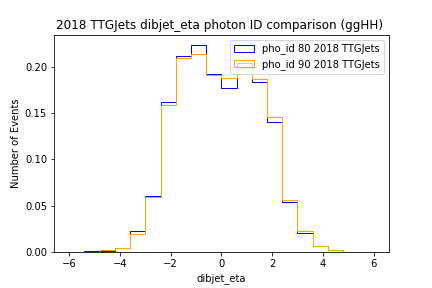 2018 TTGJets dibjet_eta photon ID comparison (ggHH)
pho_id 80 2018 TTGJets
pho_id 90 2018 TTGJets
Number of Events
0.20
0.15
0.10
0.05
0.00
−6 −4 −2 0 2 4 6
dibjet_eta